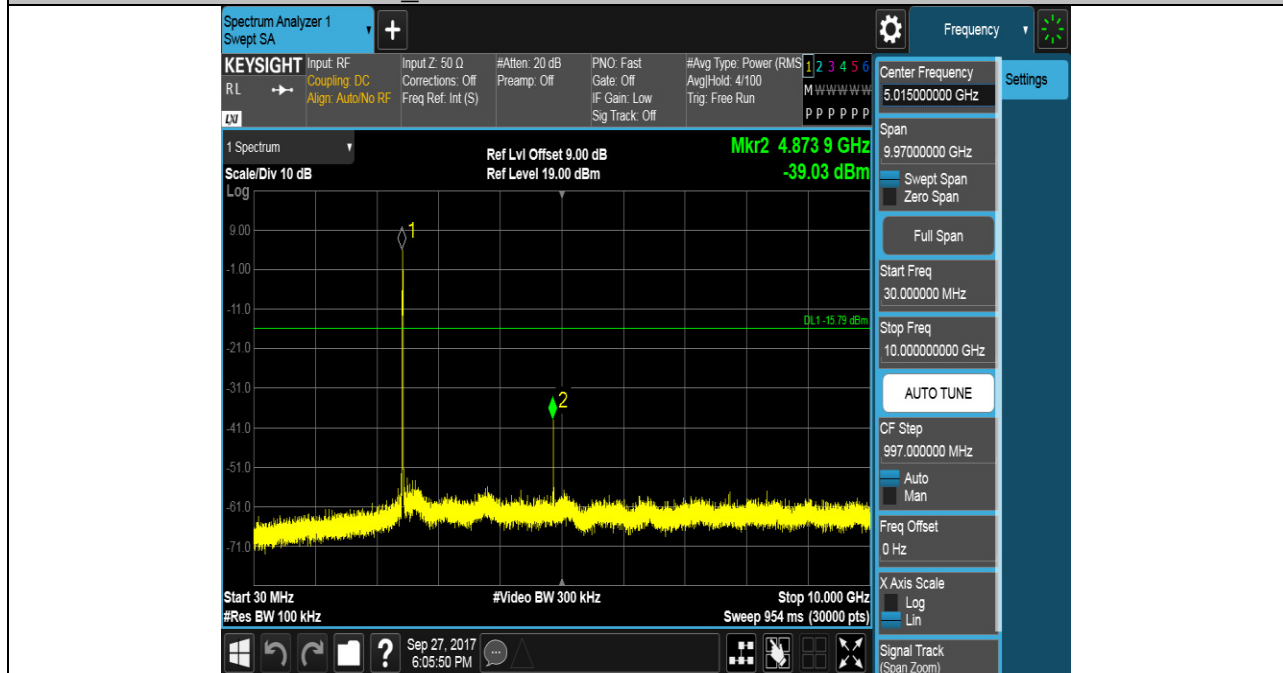 Spectrum Analyzer 1
Swept SA
Frequency
KEYSIGHT
RL
LXI
Input: RF
Coupling: DC
Align: Auto/No RF
Input Z: 50 Ω
Corrections: Off
Freq Ref: Int (S)
#Atten: 20 dB
Preamp: Off
PNO: Fast
Gate: Off
IF Gain: Low
Sig Track: Off
#Avg Type: Power (RMS
Avg|Hold: 4/100
Trig: Free Run
1 2 3 4 5 6
M W W W W W
P P P P P P
Center Frequency
5.015000000 GHz
Settings
1 Spectrum
Scale/Div 10 dB
Ref Lvl Offset 9.00 dB
Ref Level 19.00 dBm
Mkr2 4.873 9 GHz
-39.03 dBm
Log
9.00
-1.00
-11.0
-21.0
-31.0
-41.0
-51.0
-61.0
-71.0
1
2
DL1 -15.79 dBm
Start 30 MHz
#Res BW 100 kHz
#Video BW 300 kHz
Stop 10.000 GHz
Sweep 954 ms (30000 pts)
Span
9.97000000 GHz
Swept Span
Zero Span
Full Span
Start Freq
30.000000 MHz
Stop Freq
10.000000000 GHz
AUTO TUNE
CF Step
997.000000 MHz
Auto
Man
Freq Offset
0 Hz
X Axis Scale
Log
Lin
Signal Track
(Span Zoom)
Sep 27, 2017
6:05:50 PM